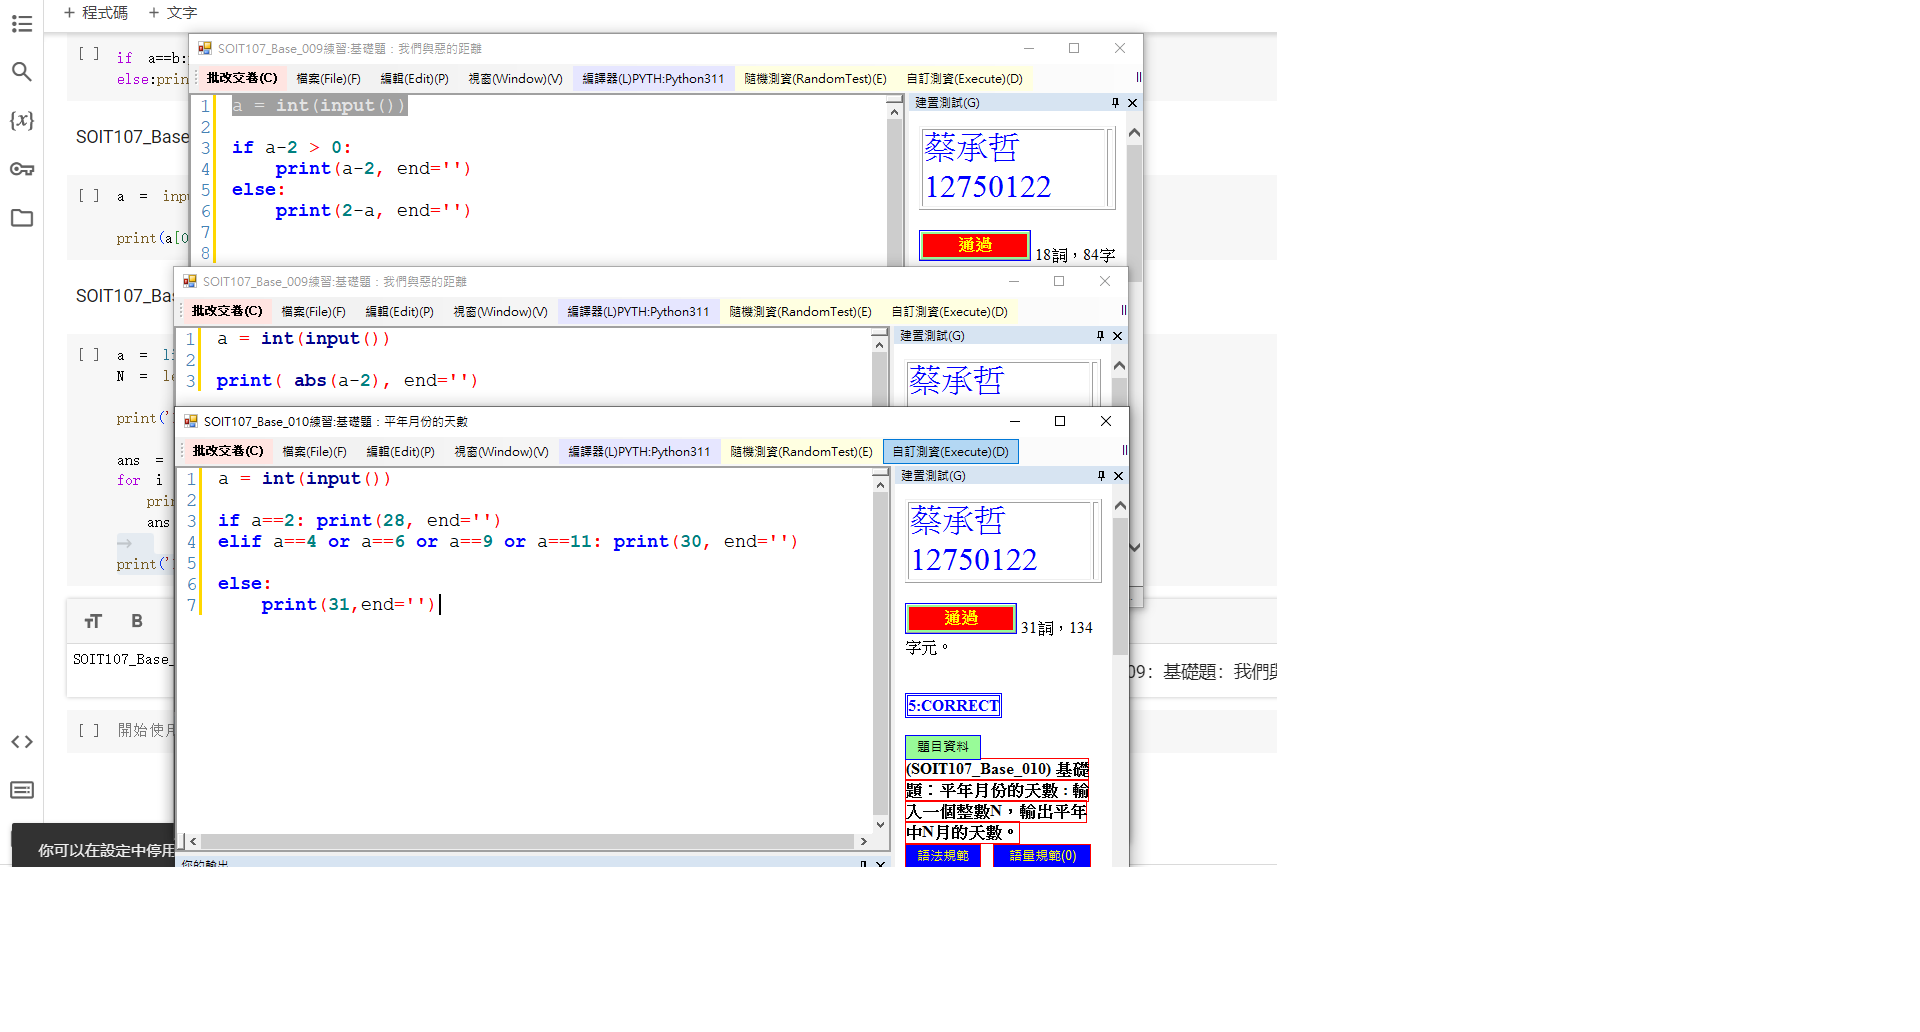 + 程式碼 + 文字
[ ] if a==b:
else:prin
SOIT107_Base
[ ] a = inpu
print(a[0
SOIT107_Bas
[ ] a = li
N = le
print('
ans =
for i
prin
ans
print('
SOIT107_Base_
09: 基礎題: 我們與
[ ] 開始使用
你可以在設定中停用
SOIT107_Base_009練習:基礎題：我們與惡的距離
批改交卷(C) 檔案(File)(F) 編輯(Edit)(P) 視窗(Window)(V) 編譯器(L)PYTH:Python311 隨機測資(RandomTest)(E) 自訂測資(Execute)(D)
1 a = int(input())
2
3 if a-2 > 0:
4 print(a-2, end='')
5 else:
6 print(2-a, end='')
7
8
建置測試(G)
蔡承哲
12750122
通過 18詞，84字
SOIT107_Base_009練習:基礎題：我們與惡的距離
批改交卷(C) 檔案(File)(F) 編輯(Edit)(P) 視窗(Window)(V) 編譯器(L)PYTH:Python311 隨機測資(RandomTest)(E) 自訂測資(Execute)(D)
1 a = int(input())
2
3 print( abs(a-2), end='')
建置測試(G)
蔡承哲
SOIT107_Base_010練習:基礎題：平年月份的天數
批改交卷(C) 檔案(File)(F) 編輯(Edit)(P) 視窗(Window)(V) 編譯器(L)PYTH:Python311 隨機測資(RandomTest)(E) 自訂測資(Execute)(D)
1 a = int(input())
2
3 if a==2: print(28, end='')
4 elif a==4 or a==6 or a==9 or a==11: print(30, end='')
5
6 else:
7 print(31,end='')
建置測試(G)
蔡承哲
12750122
通過 31詞，134
字元。
5:CORRECT
題目資料
(SOIT107_Base_010) 基礎
題：平年月份的天數 : 輸
入一個整數N，輸出平年
中N月的天數。
語法規範 語量規範(0)
你的輸出